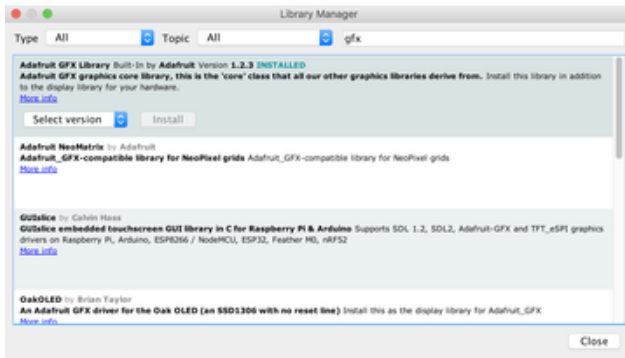 Library Manager
Type All Topic All gfx
Adafruit GFX Library Built-In by Adafruit Version 1.2.3 INSTALLED
Adafruit GFX graphics core library, this is the 'core' class that all our other graphics libraries derive from. Install this library in addition
to the display library for your hardware.
More info
Select version Install
Adafruit NeoMatrix by Adafruit
Adafruit_GFX-compatible library for NeoPixel grids Adafruit_GFX-compatible library for NeoPixel grids
More info
GUIslice by Calvin Hass
GUIslice embedded touchscreen GUI library in C for Raspberry Pi & Arduino Supports SDL 1.2, SDL2, Adafruit-GFX and TFT_eSPI graphics
drivers on Raspberry Pi, Arduino, ESP8266 / NodeMCU, ESP32, Feather M0, nRF52
More info
OakOLED by Brian Taylor
An Adafruit GFX driver for the Oak OLED (an SSD1306 with no reset line) Install this as the display library for Adafruit_GFX
More info
Close